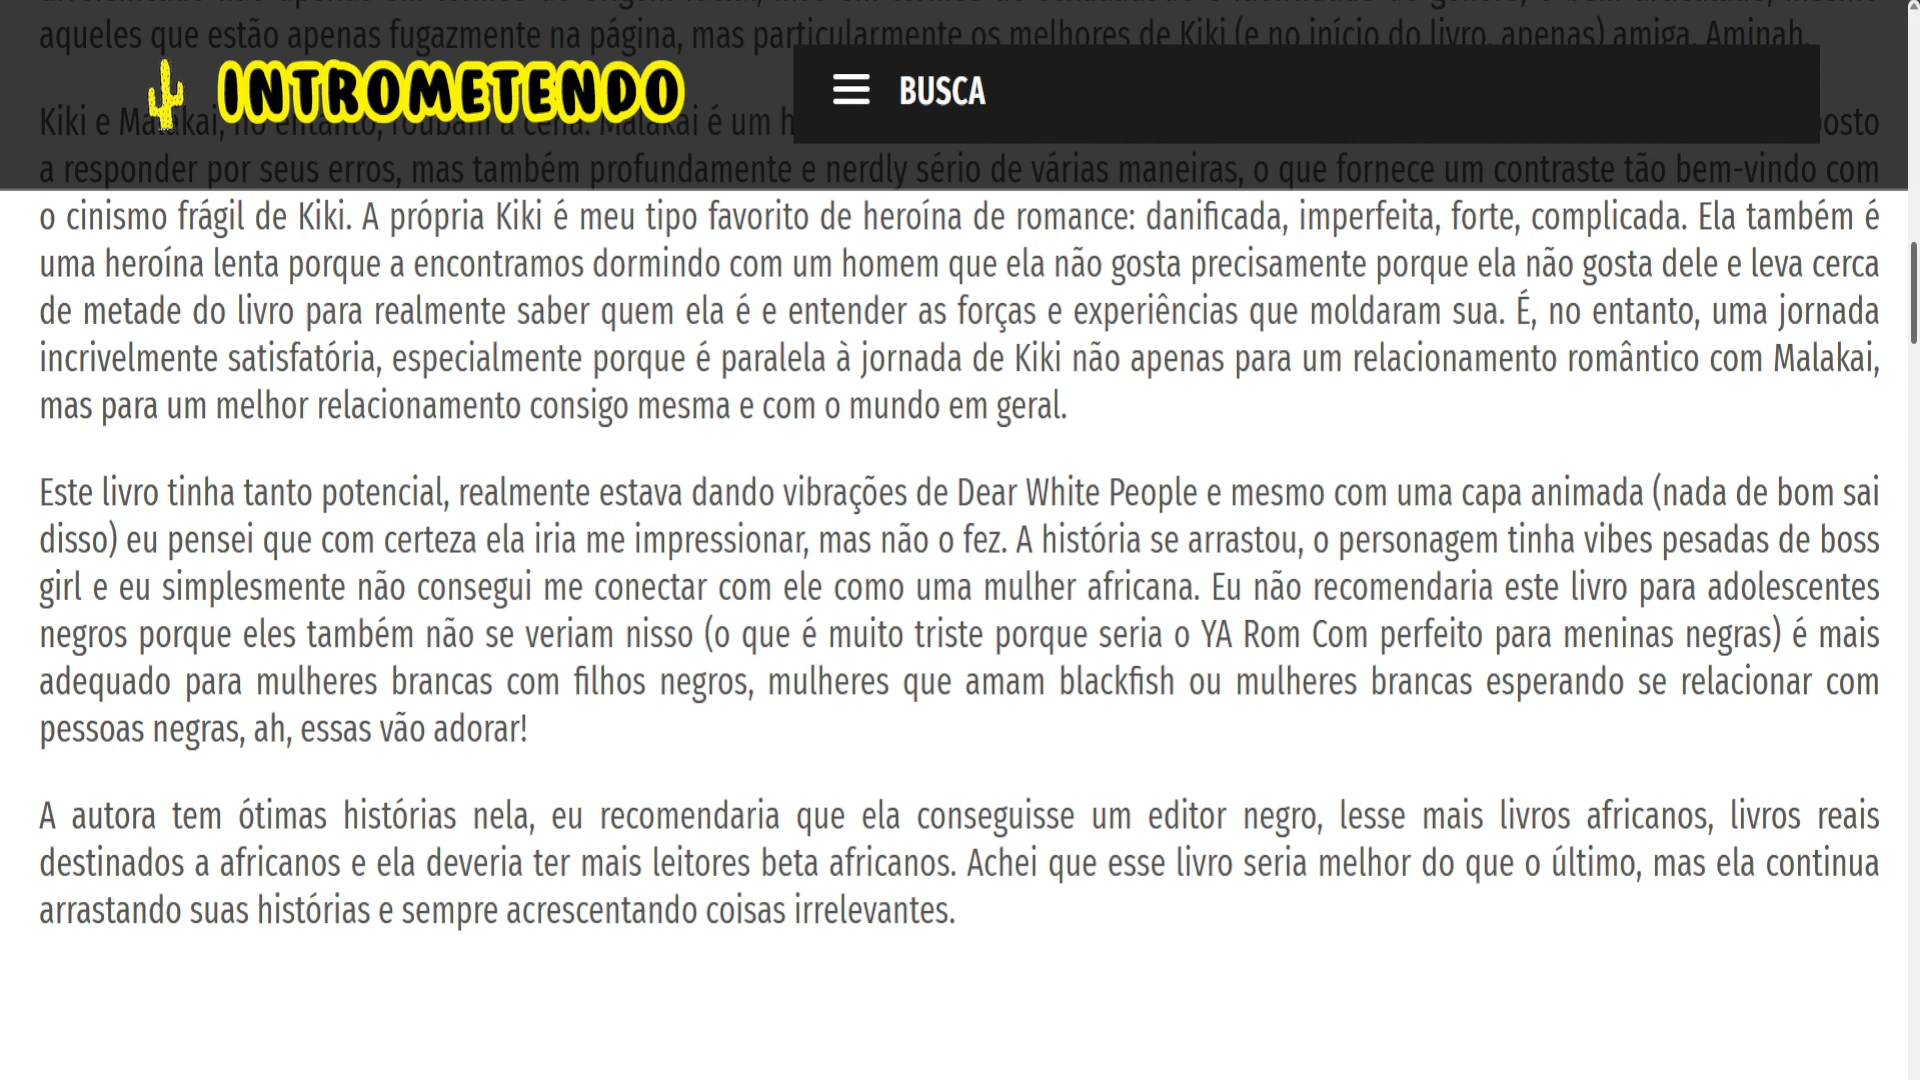 aqueles que estão apenas fugazmente na página, mas particularmente os melhores de Kiki (e no início do livro, apenas) amiga, Aminah.
INTROMETENDO
BUSCA
Kiki e Malakai, no entanto, roubam a cena. Malakai é um h
osto
a responder por seus erros, mas também profundamente e nerdly sério de várias maneiras, o que fornece um contraste tão bem-vindo com
o cinismo frágil de Kiki. A própria Kiki é meu tipo favorito de heroína de romance: danificada, imperfeita, forte, complicada. Ela também é
uma heroína lenta porque a encontramos dormindo com um homem que ela não gosta precisamente porque ela não gosta dele e leva cerca
de metade do livro para realmente saber quem ela é e entender as forças e experiências que moldaram sua. É, no entanto, uma jornada
incrivelmente satisfatória, especialmente porque é paralela à jornada de Kiki não apenas para um relacionamento romântico com Malakai,
mas para um melhor relacionamento consigo mesma e com o mundo em geral.
Este livro tinha tanto potencial, realmente estava dando vibrações de Dear White People e mesmo com uma capa animada (nada de bom sai
disso) eu pensei que com certeza ela iria me impressionar, mas não o fez. A história se arrastou, o personagem tinha vibes pesadas de boss
girl e eu simplesmente não consegui me conectar com ele como uma mulher africana. Eu não recomendaria este livro para adolescentes
negros porque eles também não se veriam nisso (o que é muito triste porque seria o YA Rom Com perfeito para meninas negras) é mais
adequado para mulheres brancas com filhos negros, mulheres que amam blackfish ou mulheres brancas esperando se relacionar com
pessoas negras, ah, essas vão adorar!
A autora tem ótimas histórias nela, eu recomendaria que ela conseguisse um editor negro, lesse mais livros africanos, livros reais
destinados a africanos e ela deveria ter mais leitores beta africanos. Achei que esse livro seria melhor do que o último, mas ela continua
arrastando suas histórias e sempre acrescentando coisas irrelevantes.